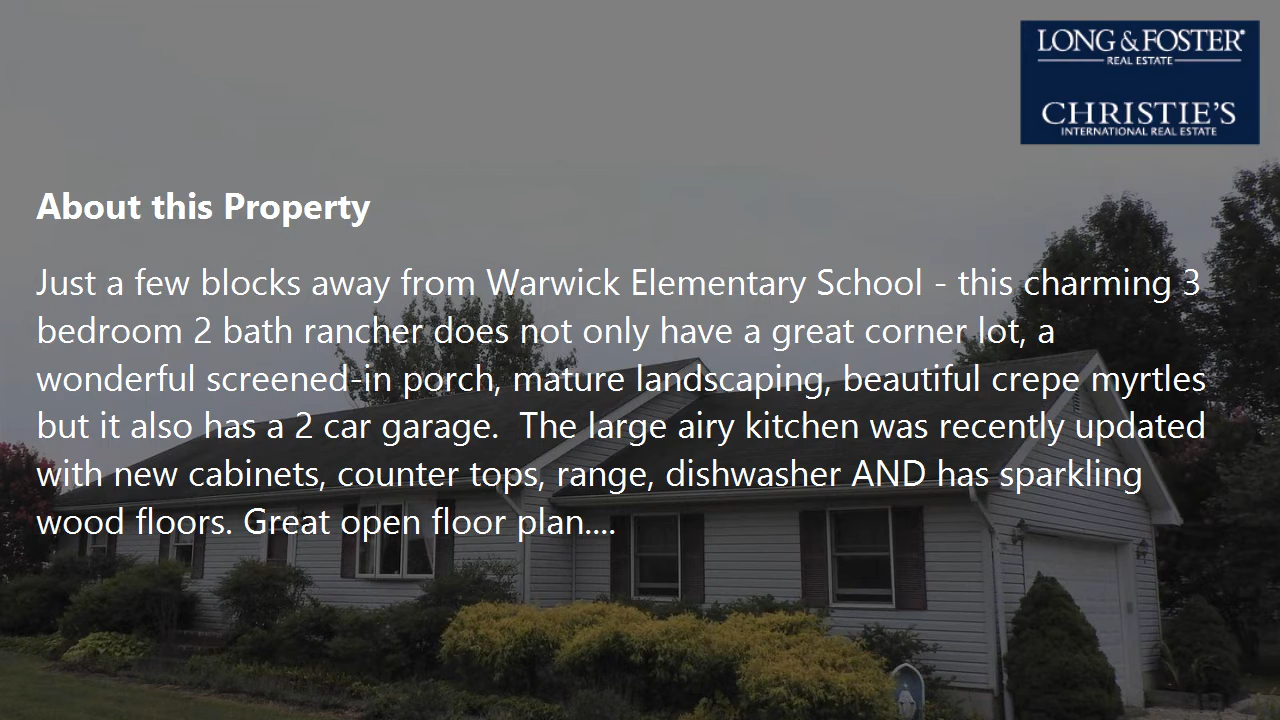 LONG & FOSTER®
REAL ESTATE
CHRISTIE'S
INTERNATIONAL REAL ESTATE
About this Property
Just a few blocks away from Warwick Elementary School - this charming 3
bedroom 2 bath rancher does not only have a great corner lot, a
wonderful screened-in porch, mature landscaping, beautiful crepe myrtles
but it also has a 2 car garage.  The large airy kitchen was recently updated
with new cabinets, counter tops, range, dishwasher AND has sparkling
wood floors. Great open floor plan....